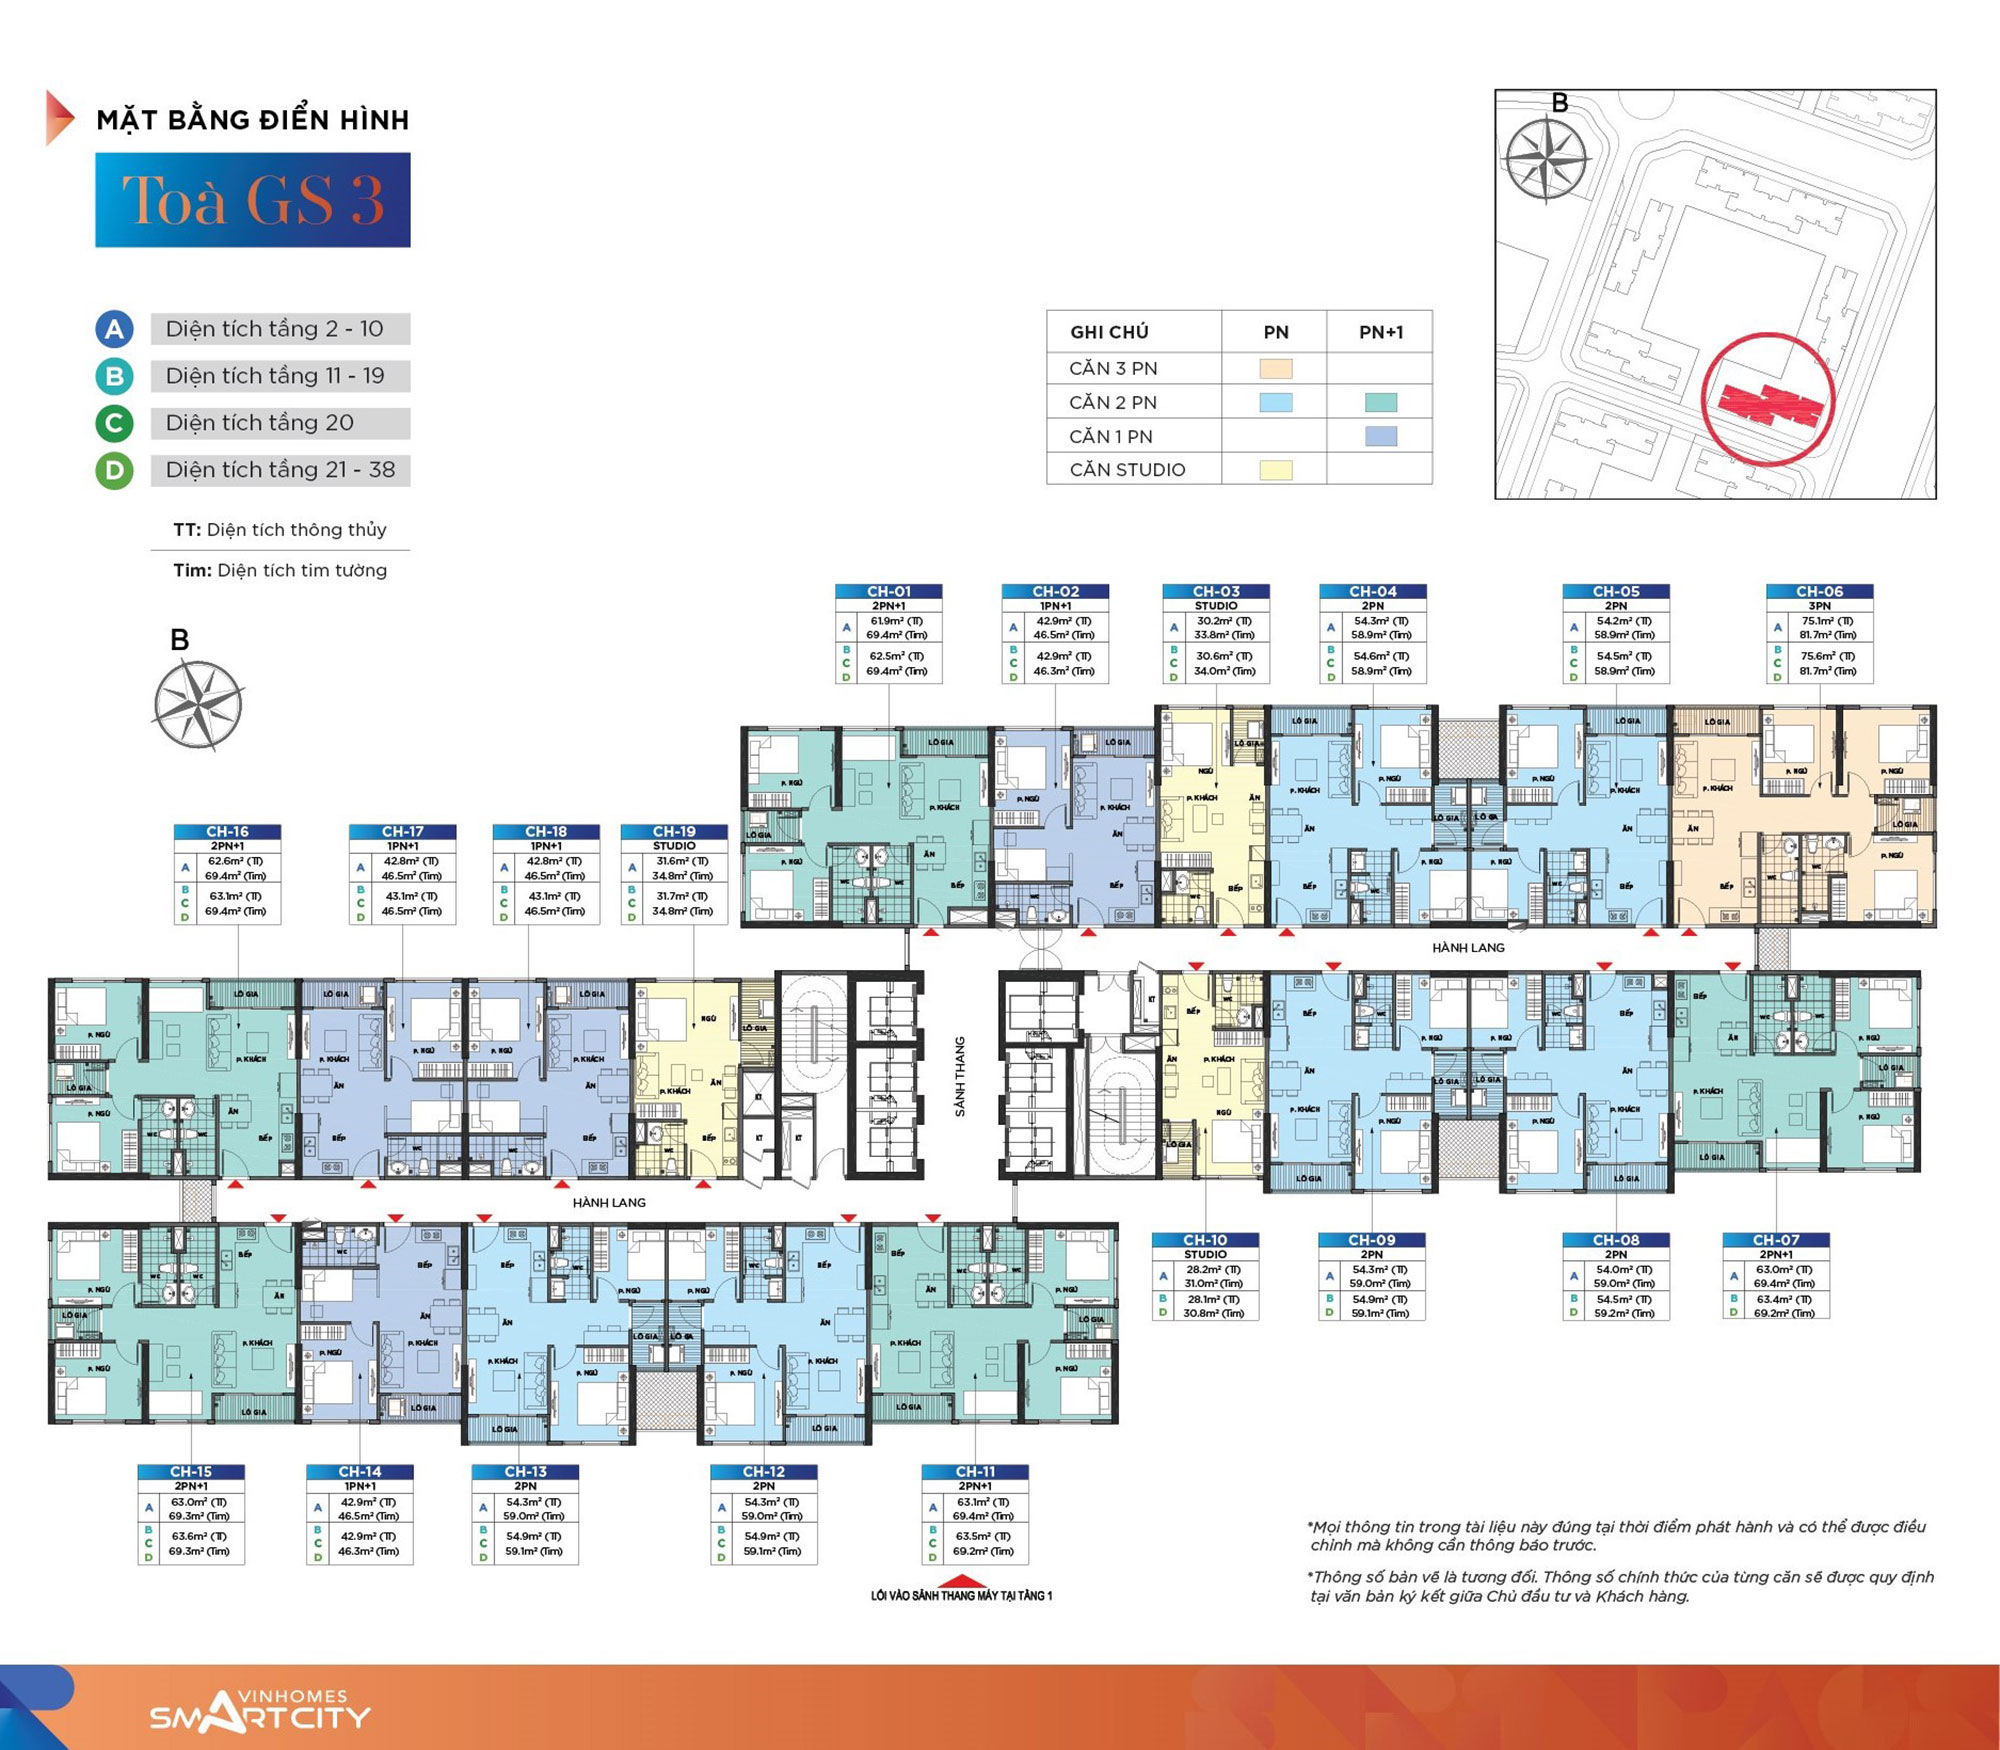 MẶT BẰNG ĐIỂN HÌNH
Toà GS 3
A Diện tích tầng 2 - 10
B Diện tích tầng 11 - 19
C Diện tích tầng 20
D Diện tích tầng 21 - 38
TT: Diện tích thông thủy
Tim: Diện tích tim tường
GHI CHÚ PN PN+1
CĂN 3 PN
CĂN 2 PN
CĂN 1 PN
CĂN STUDIO
B
B
CH-01
2PN+1
A 61.9m² (TT)
69.4m² (Tim)
B C D 62.5m² (TT)
69.4m² (Tim)
CH-02
1PN+1
A 42.9m² (TT)
46.5m² (Tim)
B C D 42.9m² (TT)
46.3m² (Tim)
CH-03
STUDIO
A 30.2m² (TT)
33.8m² (Tim)
B C D 30.6m² (TT)
34.0m² (Tim)
CH-04
2PN
A 54.3m² (TT)
58.9m² (Tim)
B C D 54.6m² (TT)
58.9m² (Tim)
CH-05
2PN
A 54.2m² (TT)
58.9m² (Tim)
B C D 54.5m² (TT)
58.9m² (Tim)
CH-06
3PN
A 75.1m² (TT)
81.7m² (Tim)
B C D 75.6m² (TT)
81.7m² (Tim)
CH-16
2PN+1
A 62.6m² (TT)
69.4m² (Tim)
B C D 63.1m² (TT)
69.4m² (Tim)
CH-17
1PN+1
A 42.8m² (TT)
46.5m² (Tim)
B C D 43.1m² (TT)
46.5m² (Tim)
CH-18
1PN+1
A 42.8m² (TT)
46.5m² (Tim)
B C D 43.1m² (TT)
46.5m² (Tim)
CH-19
STUDIO
A 31.6m² (TT)
34.8m² (Tim)
B C D 31.7m² (TT)
34.8m² (Tim)
HÀNH LANG
SẢNH THANG
HÀNH LANG
CH-10
STUDIO
A 28.2m² (TT)
31.0m² (Tim)
B D 28.1m² (TT)
30.8m² (Tim)
CH-09
2PN
A 54.3m² (TT)
59.0m² (Tim)
B D 54.9m² (TT)
59.1m² (Tim)
CH-08
2PN
A 54.0m² (TT)
59.0m² (Tim)
B D 54.5m² (TT)
59.2m² (Tim)
CH-07
2PN+1
A 63.0m² (TT)
69.4m² (Tim)
B D 63.4m² (TT)
69.2m² (Tim)
CH-15
2PN+1
A 63.0m² (TT)
69.3m² (Tim)
B C D 63.6m² (TT)
69.3m² (Tim)
CH-14
1PN+1
A 42.9m² (TT)
46.5m² (Tim)
B C D 42.9m² (TT)
46.3m² (Tim)
CH-13
2PN
A 54.3m² (TT)
59.0m² (Tim)
B C D 54.9m² (TT)
59.1m² (Tim)
CH-12
2PN
A 54.3m² (TT)
59.0m² (Tim)
B C D 54.9m² (TT)
59.1m² (Tim)
CH-11
2PN+1
A 63.1m² (TT)
69.4m² (Tim)
B C D 63.5m² (TT)
69.2m² (Tim)
LỐI VÀO SẢNH THANG MÁY TẠI TẦNG 1
*Mọi thông tin trong tài liệu này đúng tại thời điểm phát hành và có thể được điều
chỉnh mà không cần thông báo trước.
*Thông số bản vẽ là tương đối. Thông số chính thức của từng căn sẽ được quy định
tại văn bản ký kết giữa Chủ đầu tư và Khách hàng.
VINHOMES
SMARTCITY